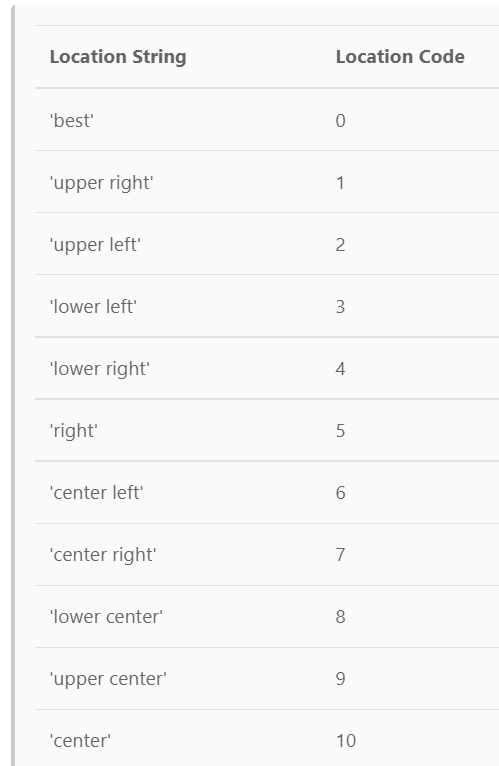 Location String Location Code
'best' 0
'upper right' 1
'upper left' 2
'lower left' 3
'lower right' 4
'right' 5
'center left' 6
'center right' 7
'lower center' 8
'upper center' 9
'center' 10